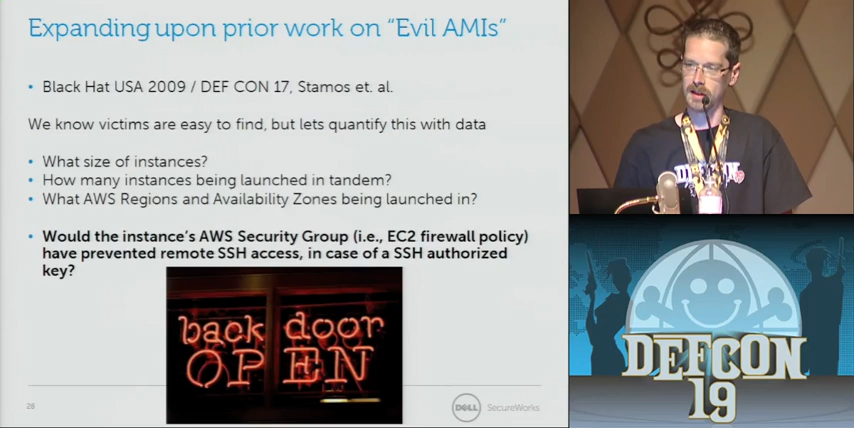 Expanding upon prior work on “Evil AMIs”
• Black Hat USA 2009 / DEF CON 17, Stamos et. al.
We know victims are easy to find, but lets quantify this with data
• What size of instances?
• How many instances being launched in tandem?
• What AWS Regions and Availability Zones being launched in?
• Would the instance’s AWS Security Group (i.e., EC2 firewall policy)
have prevented remote SSH access, in case of a SSH authorized
key?
back door
OPEN
28
DELL SecureWorks
DEFCON
DEFCON
19